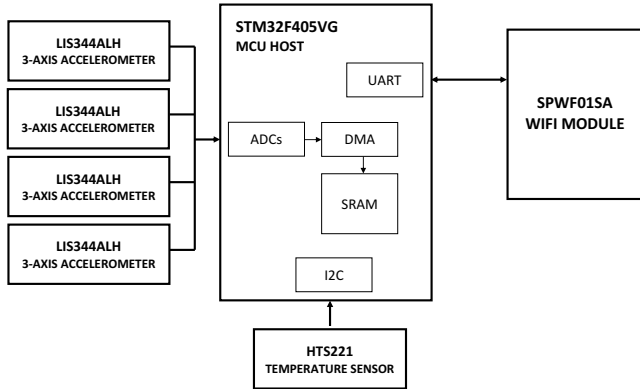 LIS344ALH
3-AXIS ACCELEROMETER
LIS344ALH
3-AXIS ACCELEROMETER
LIS344ALH
3-AXIS ACCELEROMETER
LIS344ALH
3-AXIS ACCELEROMETER
STM32F405VG
MCU HOST
UART
ADCs
DMA
SRAM
I2C
SPWF01SA
WIFI MODULE
HTS221
TEMPERATURE SENSOR